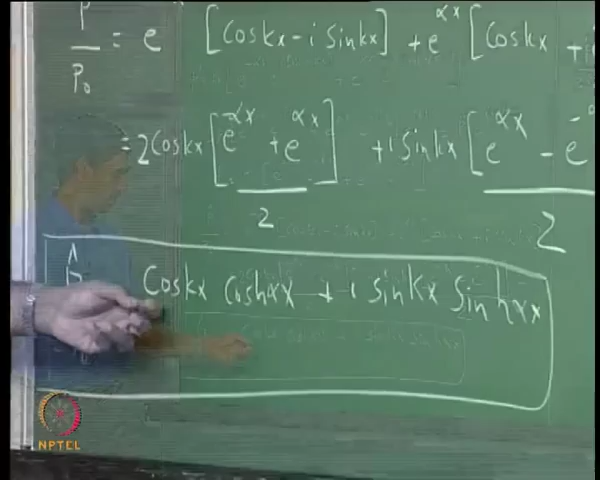 P/P₀ = e [Coskx − i Sinkx] + e^αx [Coskx + i
= 2Coskx [e^−αx + e^αx]/2 + i Sinkx [e^αx − e^−]/2
P̂ Coskx Coshαx + i Sinkx Sinhαx
NPTEL